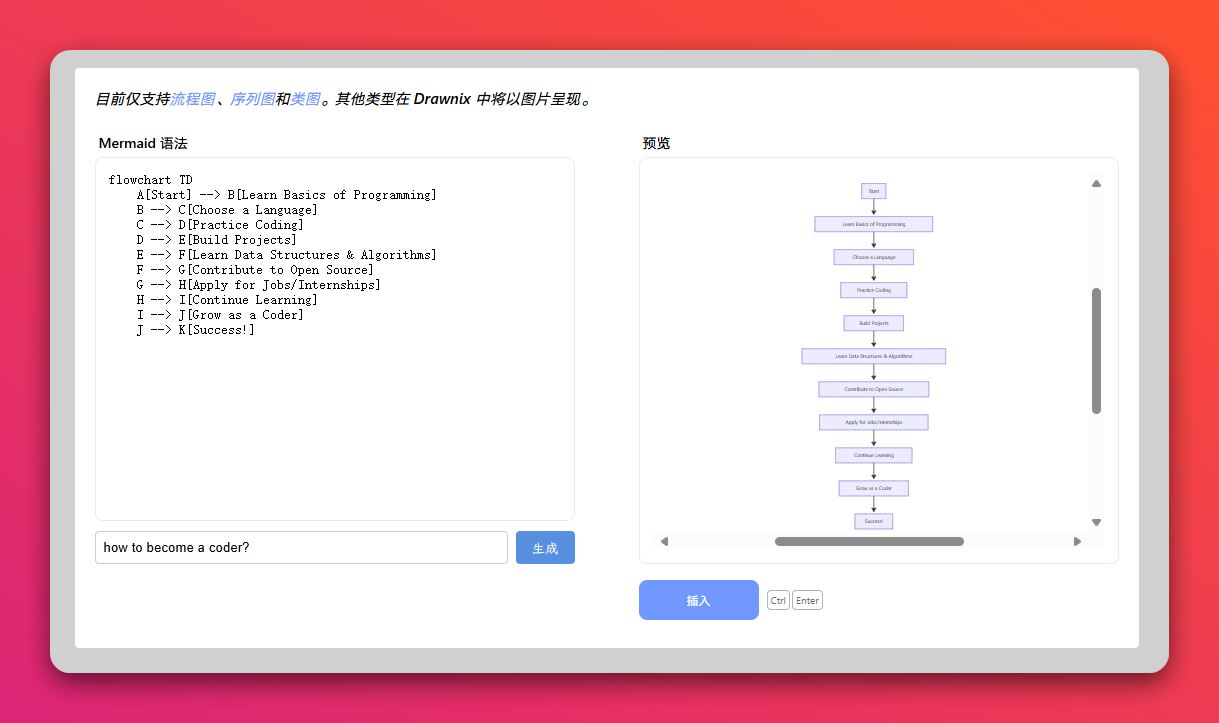 目前仅支持流程图、序列图和类图。其他类型在 Drawnix 中将以图片呈现。
Mermaid 语法
flowchart TD
    A[Start] --> B[Learn Basics of Programming]
    B --> C[Choose a Language]
    C --> D[Practice Coding]
    D --> E[Build Projects]
    E --> F[Learn Data Structures & Algorithms]
    F --> G[Contribute to Open Source]
    G --> H[Apply for Jobs/Internships]
    H --> I[Continue Learning]
    I --> J[Grow as a Coder]
    J --> K[Success!]
how to become a coder?
生成
预览
Start
Learn Basics of Programming
Choose a Language
Practice Coding
Build Projects
Learn Data Structures & Algorithms
Contribute to Open Source
Apply for Jobs/Internships
Continue Learning
Grow as a Coder
Success!
插入
Ctrl Enter